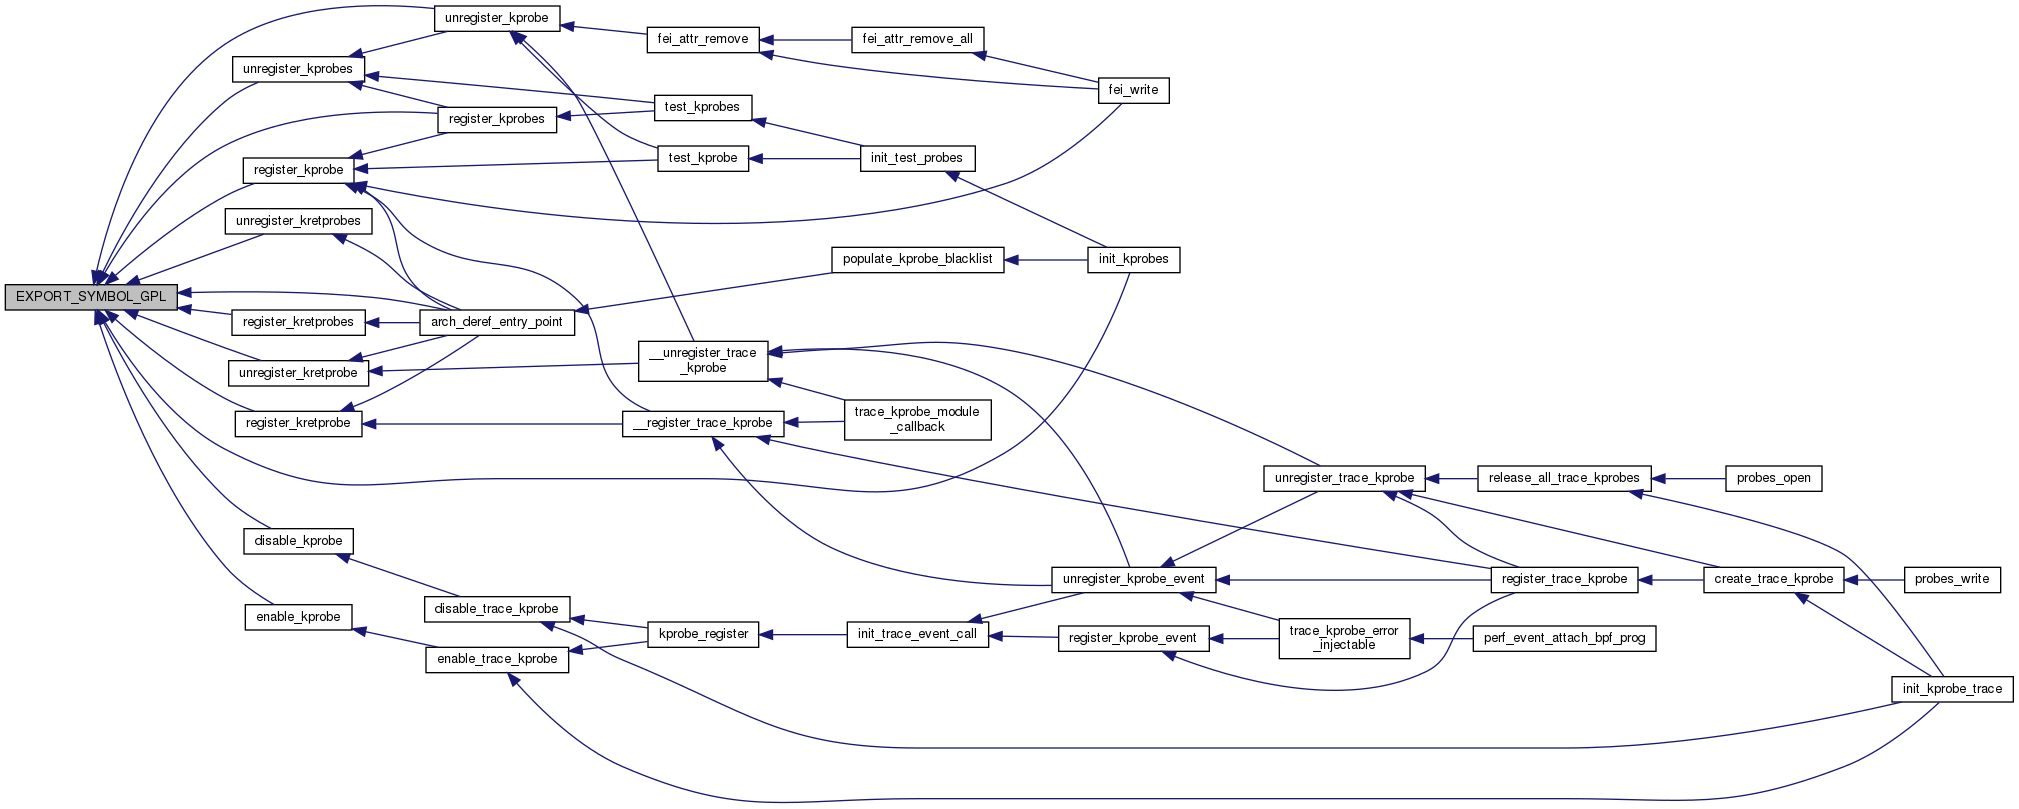 unregister_kprobe
fei_attr_remove
fei_attr_remove_all
unregister_kprobes
fei_write
test_kprobes
register_kprobes
test_kprobe
init_test_probes
register_kprobe
unregister_kretprobes
populate_kprobe_blacklist
init_kprobes
EXPORT_SYMBOL_GPL
register_kretprobes
arch_deref_entry_point
__unregister_trace
_kprobe
unregister_kretprobe
trace_kprobe_module
_callback
register_kretprobe
__register_trace_kprobe
unregister_trace_kprobe
release_all_trace_kprobes
probes_open
disable_kprobe
unregister_kprobe_event
register_trace_kprobe
create_trace_kprobe
probes_write
disable_trace_kprobe
enable_kprobe
kprobe_register
init_trace_event_call
register_kprobe_event
trace_kprobe_error
_injectable
perf_event_attach_bpf_prog
enable_trace_kprobe
init_kprobe_trace